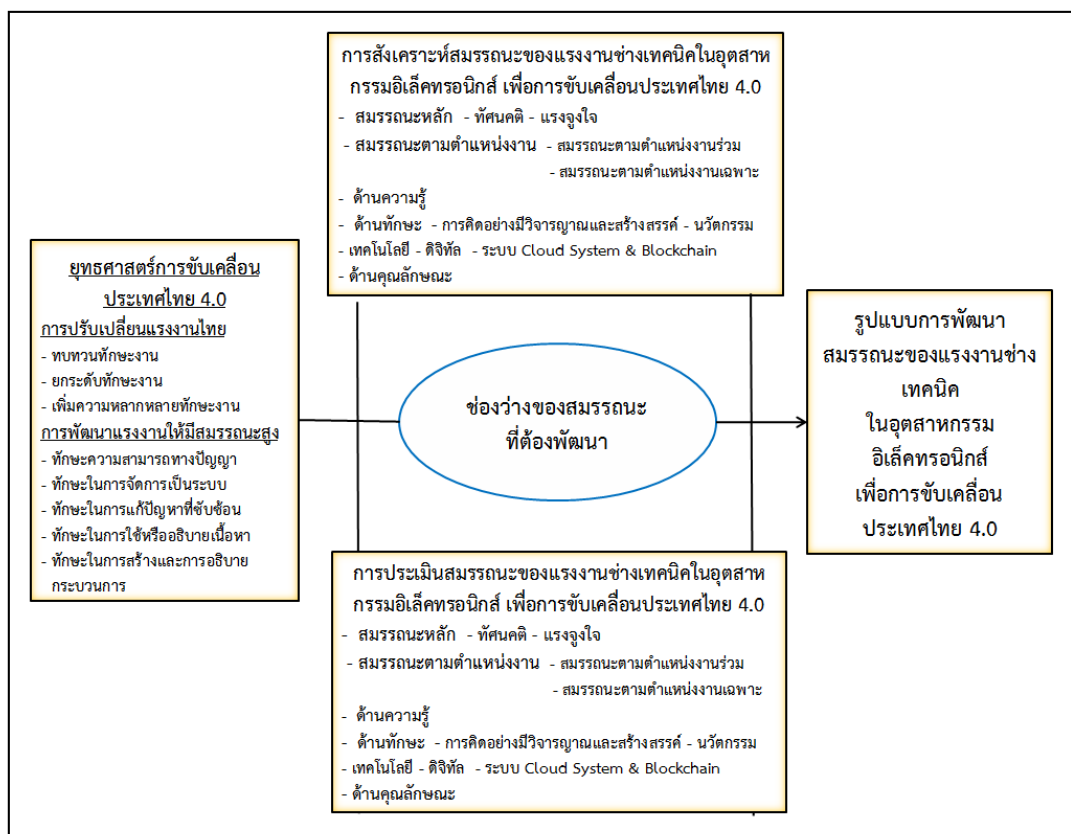 การสังเคราะห์สมรรถนะของแรงงานช่างเทคนิคในอุตสาห
กรรมอิเล็คทรอนิกส์ เพื่อการขับเคลื่อนประเทศไทย 4.0
- สมรรถนะหลัก - ทัศนคติ - แรงจูงใจ
- สมรรถนะตามตำแหน่งงาน - สมรรถนะตามตำแหน่งงานร่วม
- สมรรถนะตามตำแหน่งงานเฉพาะ
- ด้านความรู้
- ด้านทักษะ - การคิดอย่างมีวิจารญาณและสร้างสรรค์ - นวัตกรรม
- เทคโนโลยี - ดิจิทัล - ระบบ Cloud System & Blockchain
- ด้านคุณลักษณะ
ยุทธศาสตร์การขับเคลื่อน
ประเทศไทย 4.0
การปรับเปลี่ยนแรงงานไทย
- ทบทวนทักษะงาน
- ยกระดับทักษะงาน
- เพิ่มความหลากหลายทักษะงาน
การพัฒนาแรงงานให้มีสมรรถนะสูง
- ทักษะความสามารถทางปัญญา
- ทักษะในการจัดการเป็นระบบ
- ทักษะในการแก้ปัญหาที่ซับซ้อน
- ทักษะในการใช้หรืออธิบายเนื้อหา
- ทักษะในการสร้างและการอธิบาย
กระบวนการ
ช่องว่างของสมรรถนะ
ที่ต้องพัฒนา
รูปแบบการพัฒนา
สมรรถนะของแรงงานช่าง
เทคนิค
ในอุตสาหกรรม
อิเล็คทรอนิกส์
เพื่อการขับเคลื่อน
ประเทศไทย 4.0
การประเมินสมรรถนะของแรงงานช่างเทคนิคในอุตสาห
กรรมอิเล็คทรอนิกส์ เพื่อการขับเคลื่อนประเทศไทย 4.0
- สมรรถนะหลัก - ทัศนคติ - แรงจูงใจ
- สมรรถนะตามตำแหน่งงาน - สมรรถนะตามตำแหน่งงานร่วม
- สมรรถนะตามตำแหน่งงานเฉพาะ
- ด้านความรู้
- ด้านทักษะ - การคิดอย่างมีวิจารญาณและสร้างสรรค์ - นวัตกรรม
- เทคโนโลยี - ดิจิทัล - ระบบ Cloud System & Blockchain
- ด้านคุณลักษณะ